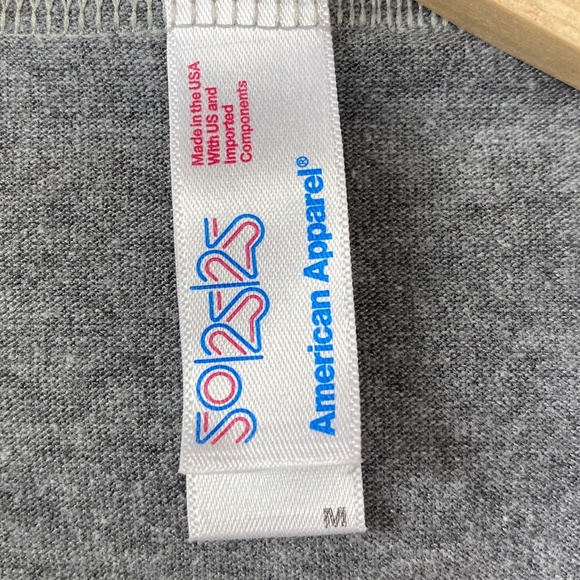 50/25/25
Made in the USA
With US and
Imported
Components
American Apparel®
M